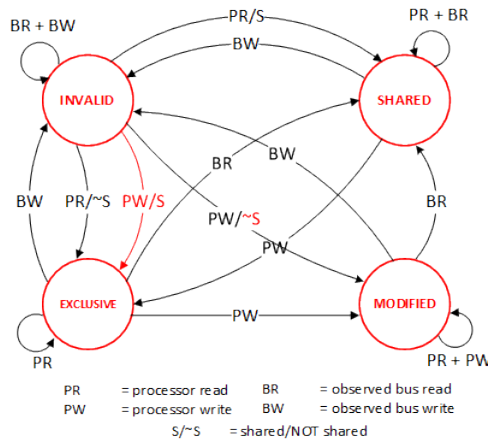 PR/S
PR + BR
BR + BW
BW
INVALID
SHARED
BR
BW
BW
PR/~S
PW/S
BR
PW/~S
PW
EXCLUSIVE
MODIFIED
PW
PR
PR + PW
PR = processor read BR = observed bus read
PW = processor write BW = observed bus write
S/~S = shared/NOT shared